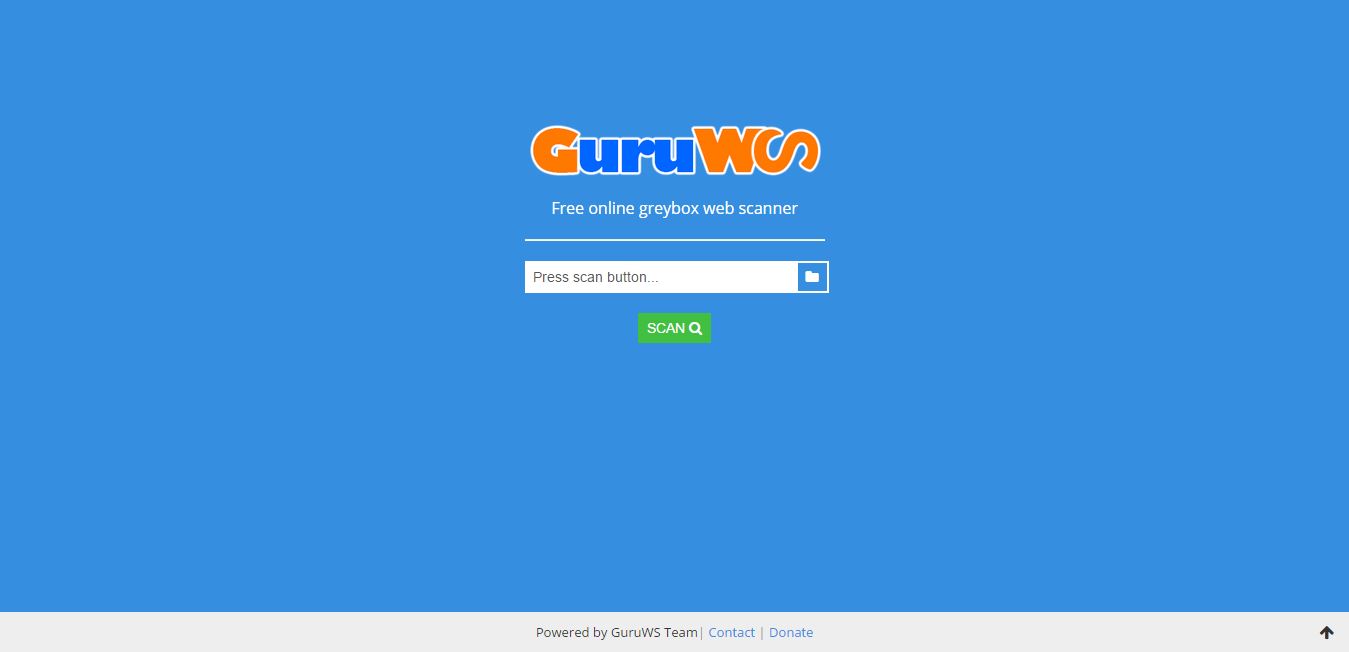 GuruWS
Free online greybox web scanner
Press scan button...
SCAN
Powered by GuruWS Team| Contact | Donate